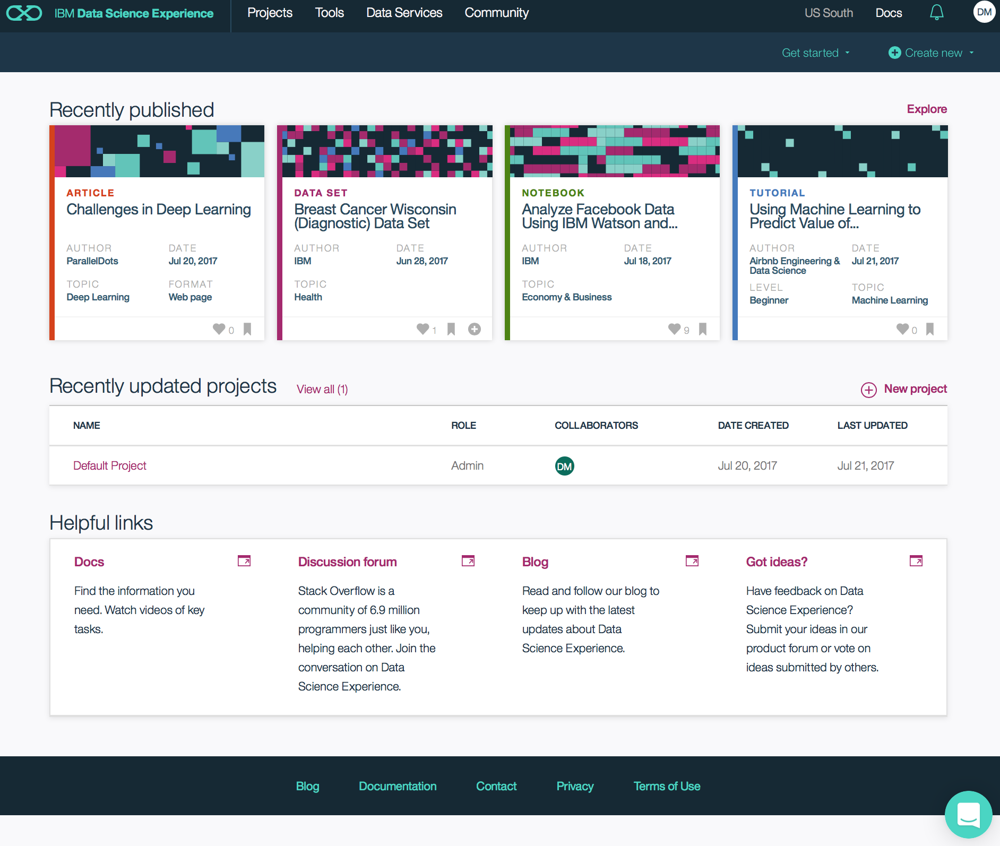 IBM Data Science Experience
Projects
Tools
Data Services
Community
US South
Docs
DM
Get started
Create new
Recently published
Explore
ARTICLE
Challenges in Deep Learning
AUTHOR
DATE
ParallelDots
Jul 20, 2017
TOPIC
FORMAT
Deep Learning
Web page
0
DATA SET
Breast Cancer Wisconsin
(Diagnostic) Data Set
AUTHOR
DATE
IBM
Jun 28, 2017
TOPIC
Health
1
NOTEBOOK
Analyze Facebook Data
Using IBM Watson and...
AUTHOR
DATE
IBM
Jul 18, 2017
TOPIC
Economy & Business
9
TUTORIAL
Using Machine Learning to
Predict Value of...
AUTHOR
DATE
Airbnb Engineering &
Data Science
Jul 21, 2017
LEVEL
TOPIC
Beginner
Machine Learning
0
Recently updated projects
View all (1)
New project
NAME
ROLE
COLLABORATORS
DATE CREATED
LAST UPDATED
Default Project
Admin
DM
Jul 20, 2017
Jul 21, 2017
Helpful links
Docs
Find the information you
need. Watch videos of key
tasks.
Discussion forum
Stack Overflow is a
community of 6.9 million
programmers just like you,
helping each other. Join the
conversation on Data
Science Experience.
Blog
Read and follow our blog to
keep up with the latest
updates about Data
Science Experience.
Got ideas?
Have feedback on Data
Science Experience?
Submit your ideas in our
product forum or vote on
ideas submitted by others.
Blog
Documentation
Contact
Privacy
Terms of Use